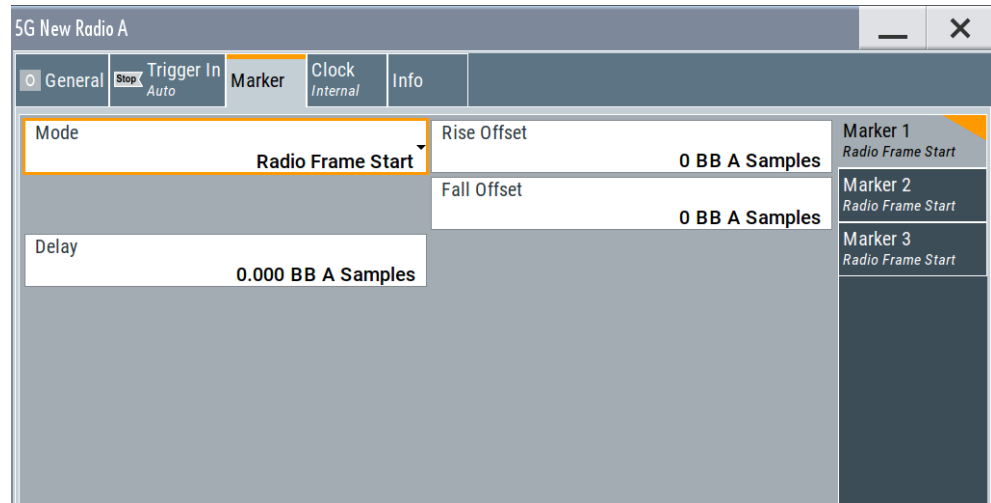 5G New Radio A
General
Stop
Trigger In
Auto
Marker
Clock
Internal
Info
Mode
Radio Frame Start
Rise Offset
0 BB A Samples
Fall Offset
0 BB A Samples
Delay
0.000 BB A Samples
Marker 1
Radio Frame Start
Marker 2
Radio Frame Start
Marker 3
Radio Frame Start